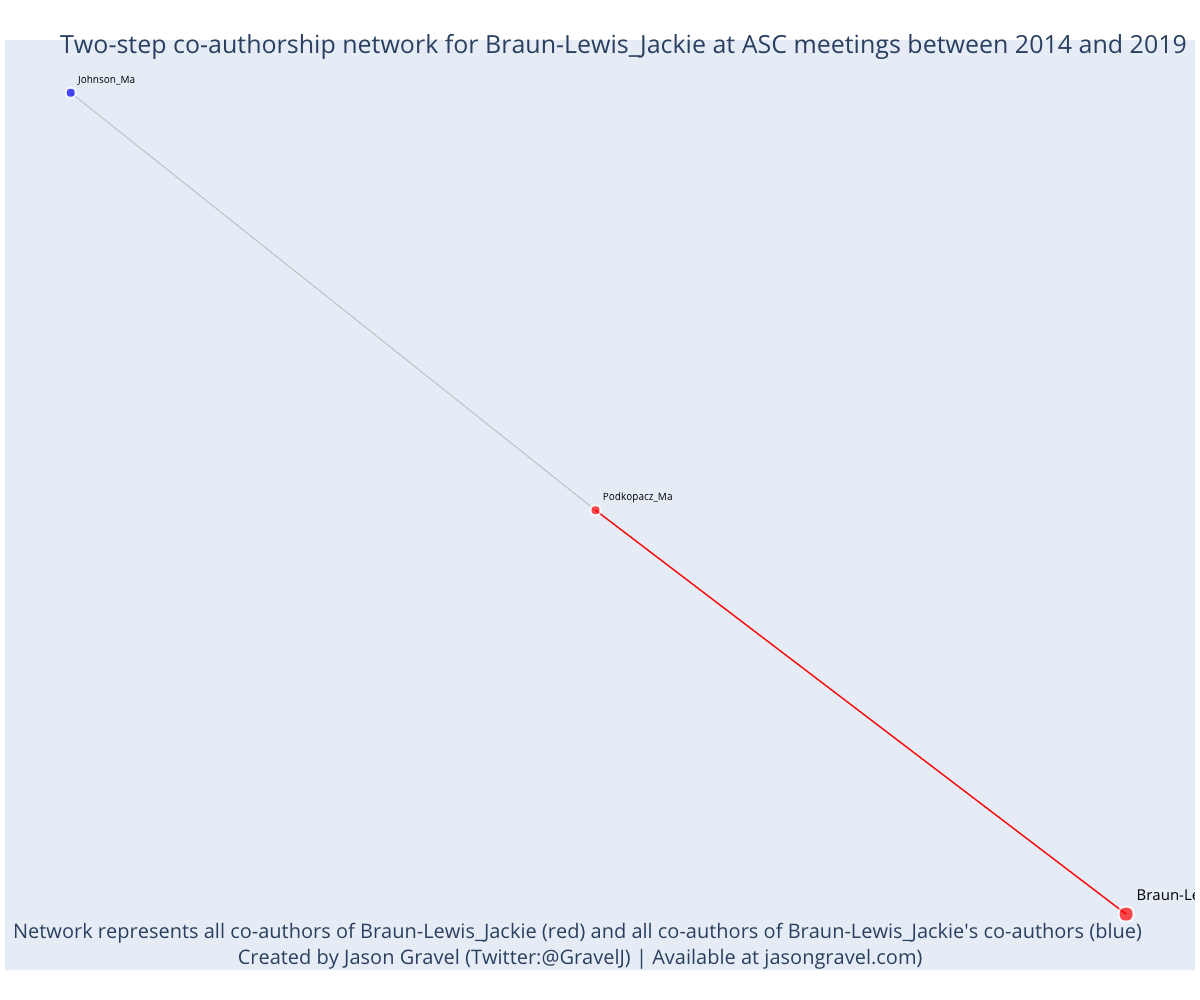 Two-step co-authorship network for Braun-Lewis_Jackie at ASC meetings between 2014 and 2019
Johnson_Ma
Podkopacz_Ma
Braun-Le
Network represents all co-authors of Braun-Lewis_Jackie (red) and all co-authors of Braun-Lewis_Jackie's co-authors (blue)
Created by Jason Gravel (Twitter:@GravelJ) | Available at jasongravel.com)